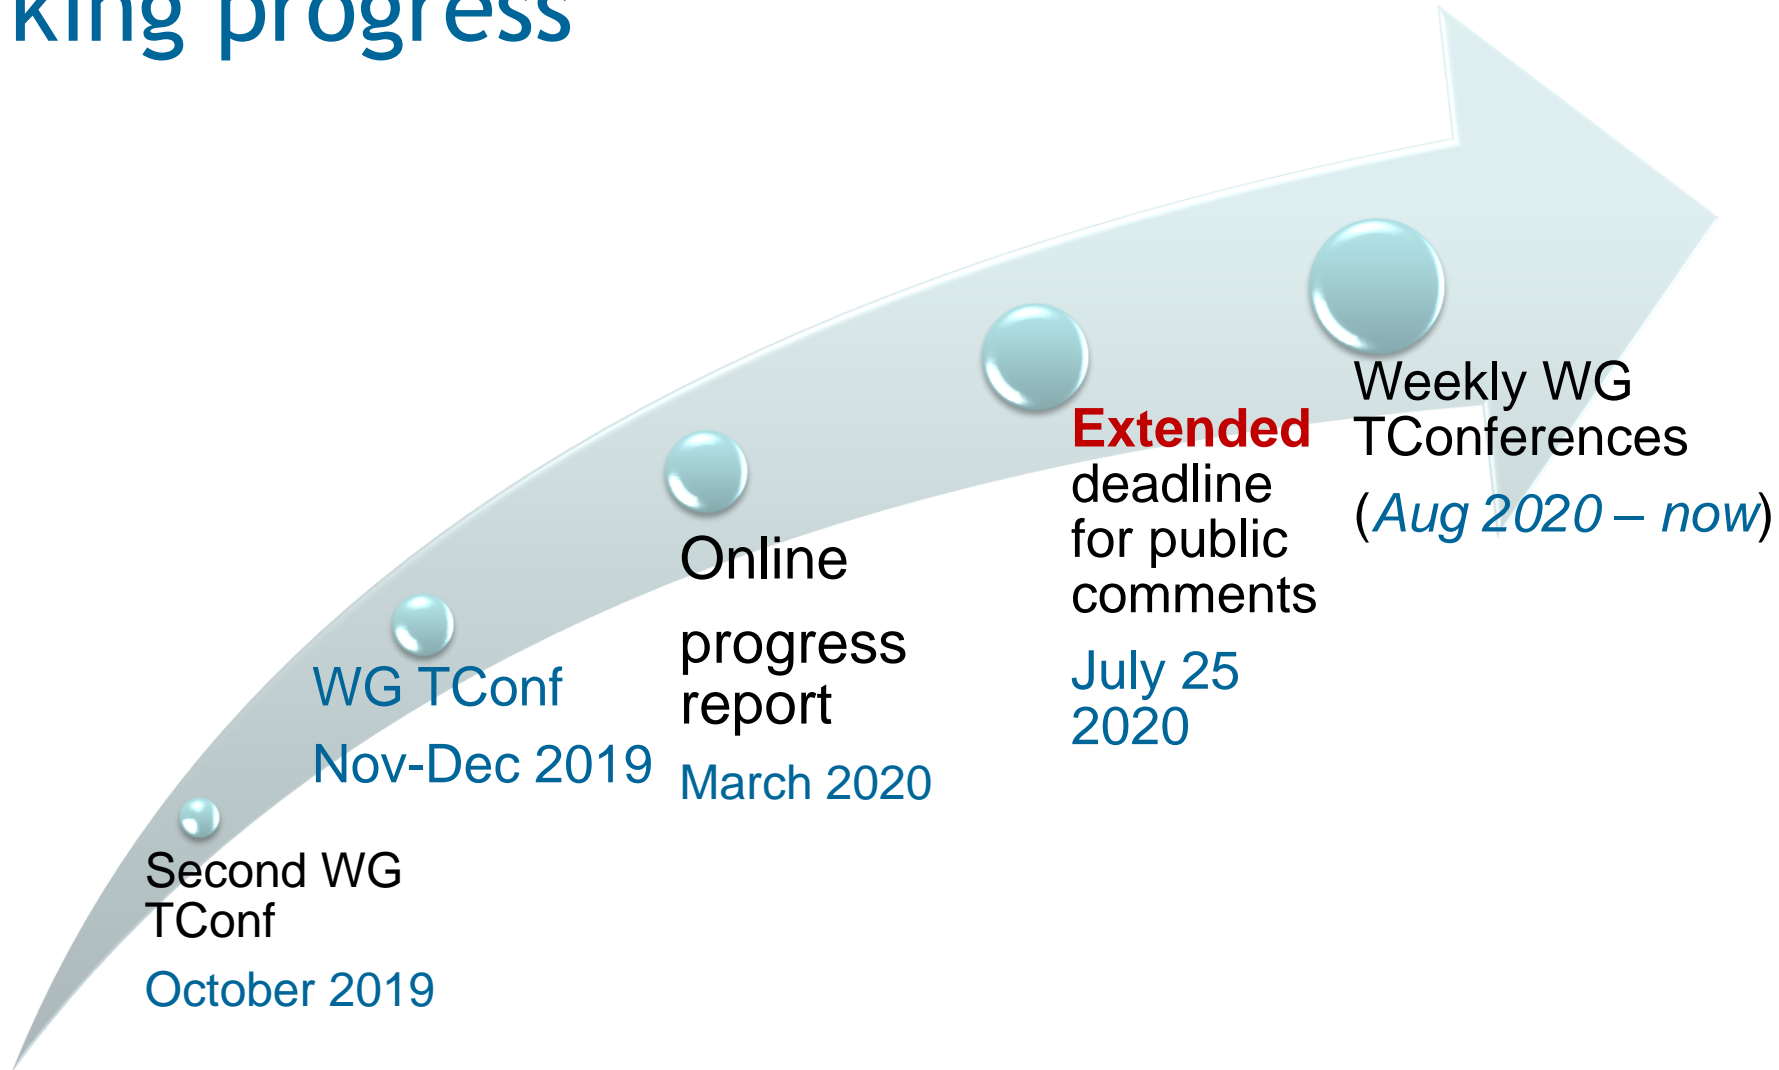 king progress
Second WG
TConf
October 2019
WG TConf
Nov-Dec 2019
Online
progress
report
March 2020
Extended
deadline
for public
comments
July 25
2020
Weekly WG
TConferences
(Aug 2020 – now)